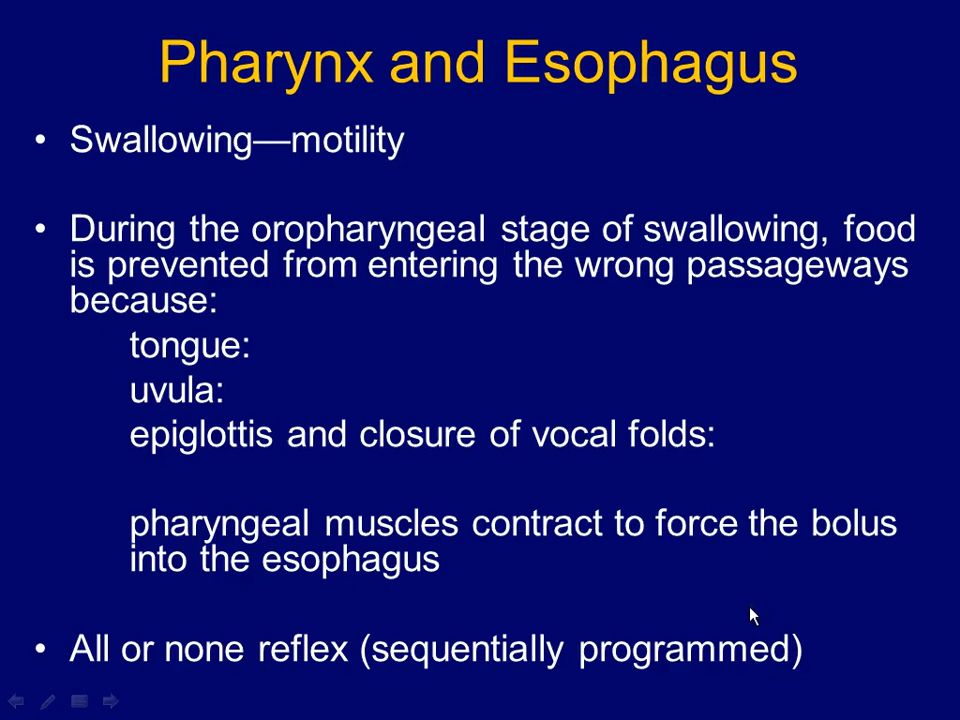 Pharynx and Esophagus
• Swallowing—motility
• During the oropharyngeal stage of swallowing, food
is prevented from entering the wrong passageways
because:
tongue:
uvula:
epiglottis and closure of vocal folds:
pharyngeal muscles contract to force the bolus
into the esophagus
• All or none reflex (sequentially programmed)